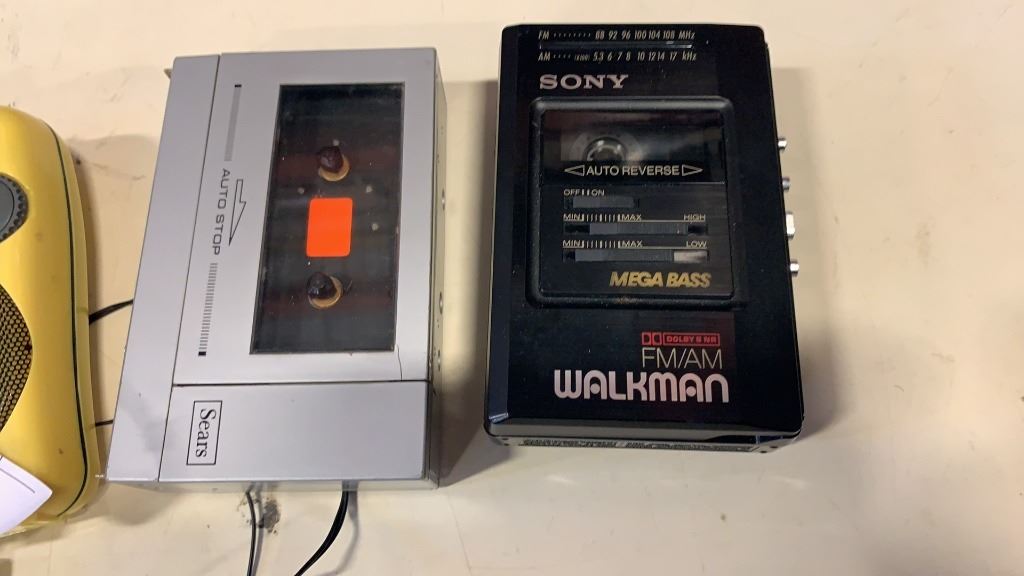 AUTO STOP
Sears
FM 88 92 96 100 104 108 MHz
AM 5.3 6 7 8 10 12 14 17 kHz
SONY
AUTO REVERSE
OFF ON
MIN MAX HIGH
MIN MAX LOW
MEGA BASS
DOLBY B NR
FM/AM
WALKMAN